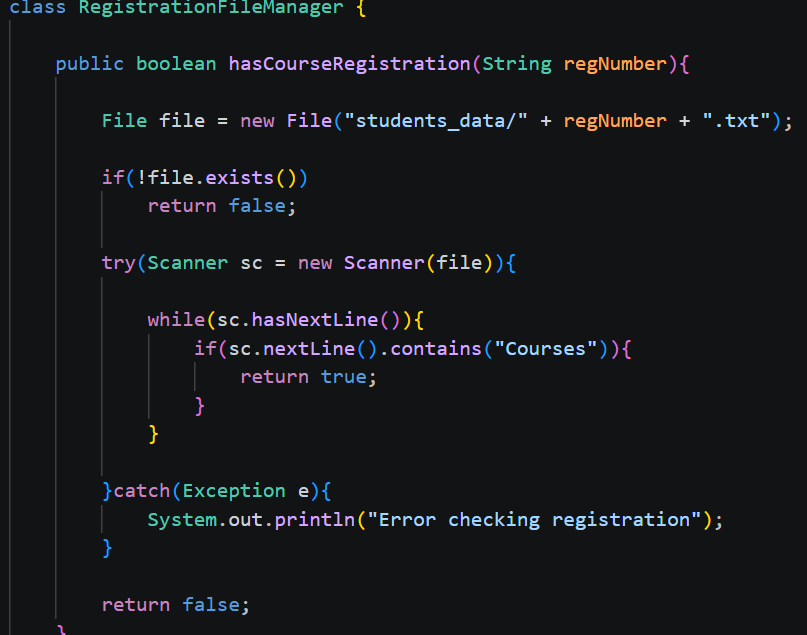 class RegistrationFileManager {
public boolean hasCourseRegistration(String regNumber){
File file = new File("students_data/" + regNumber + ".txt");
if(!file.exists())
return false;
try(Scanner sc = new Scanner(file)){
while(sc.hasNextLine()){
if(sc.nextLine().contains("Courses")){
return true;
}
}
}catch(Exception e){
System.out.println("Error checking registration");
}
return false;
}